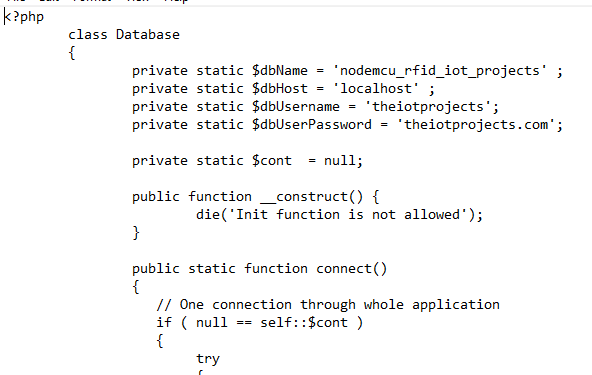 <?php
class Database
{
private static $dbName = 'nodemcu_rfid_iot_projects' ;
private static $dbHost = 'localhost' ;
private static $dbUsername = 'theiotprojects';
private static $dbUserPassword = 'theiotprojects.com';
private static $cont  = null;
public function __construct() {
die('Init function is not allowed');
}
public static function connect()
{
// One connection through whole application
if ( null == self::$cont )
{
try
{